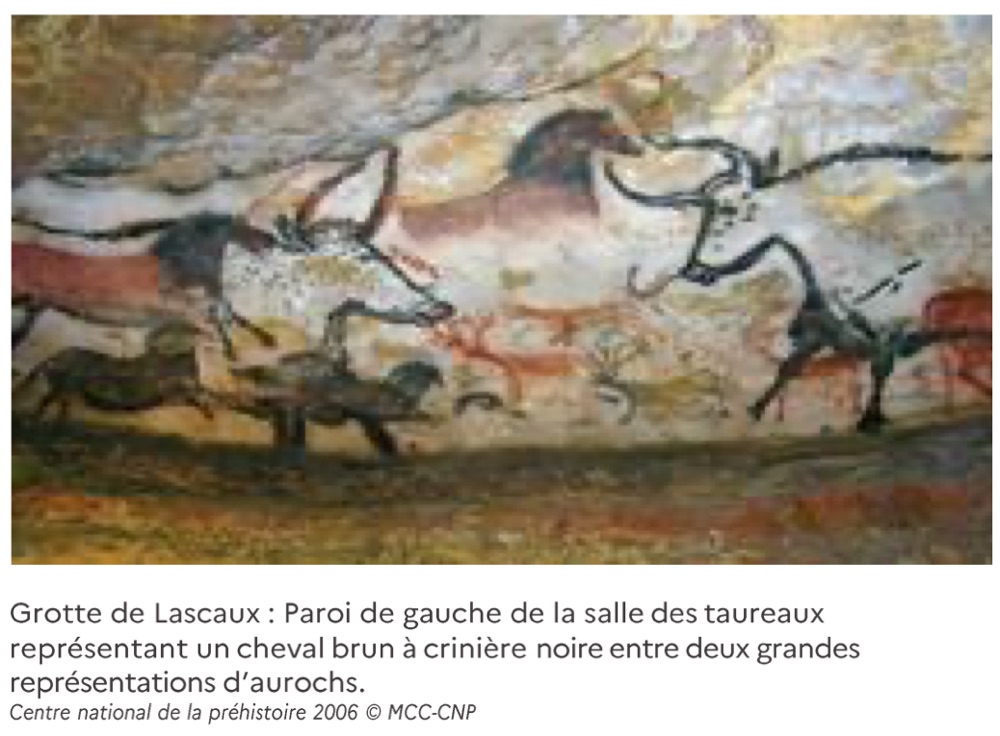 Grotte de Lascaux : Paroi de gauche de la salle des taureaux
représentant un cheval brun à crinière noire entre deux grandes
représentations d'aurochs.
Centre national de la préhistoire 2006 © MCC-CNP